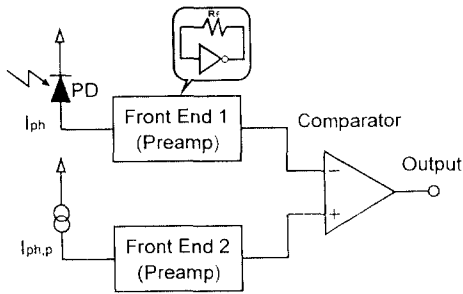 Rf
PD
Iph
Front End 1
(Preamp)
Comparator
−
+
Output
Iph,p
Front End 2
(Preamp)